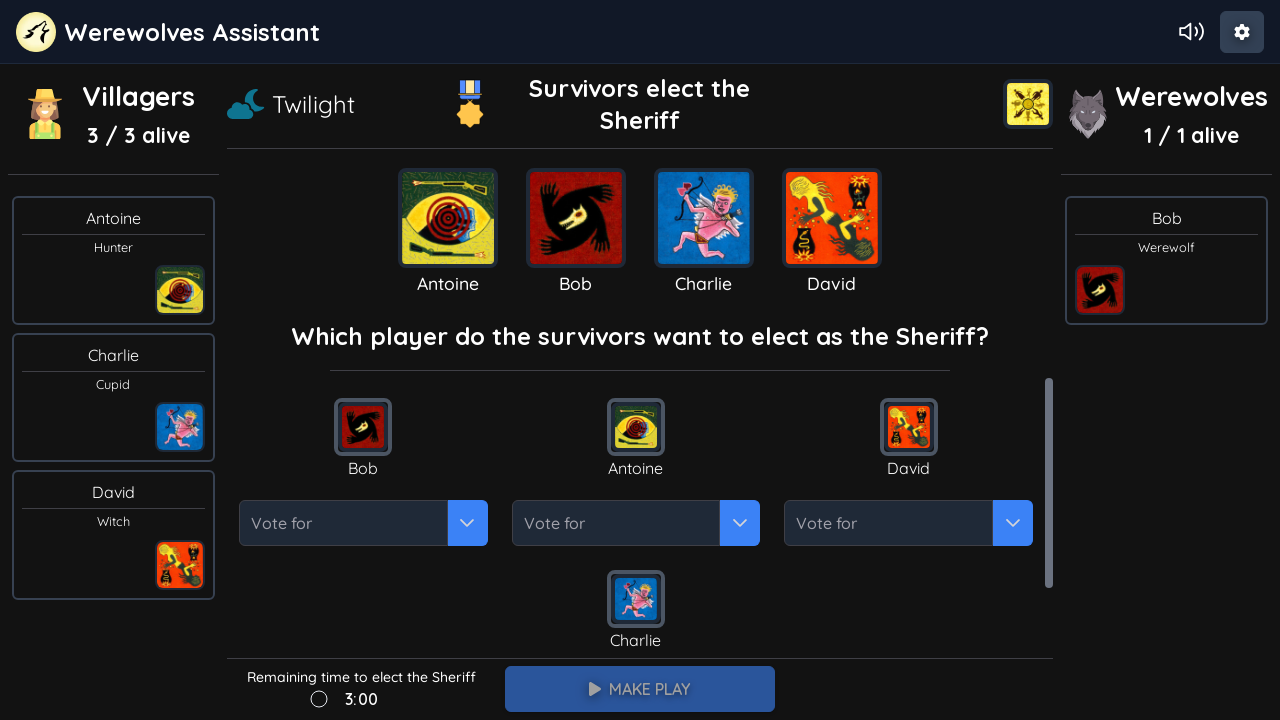 Werewolves Assistant
Villagers
3 / 3 alive
Antoine
Hunter
Charlie
Cupid
David
Witch
Twilight
Survivors elect the
Sheriff
Antoine
Bob
Charlie
David
Which player do the survivors want to elect as the Sheriff?
Bob
Antoine
David
Vote for
Vote for
Vote for
Charlie
Remaining time to elect the Sheriff
3:00
MAKE PLAY
Werewolves
1 / 1 alive
Bob
Werewolf